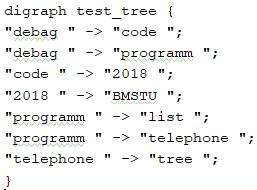 digraph test_tree {
"debag " -> "code ";
"debag " -> "programm ";
"code " -> "2018 ";
"2018 " -> "BMSTU ";
"programm " -> "list ";
"programm " -> "telephone ";
"telephone " -> "tree ";
}